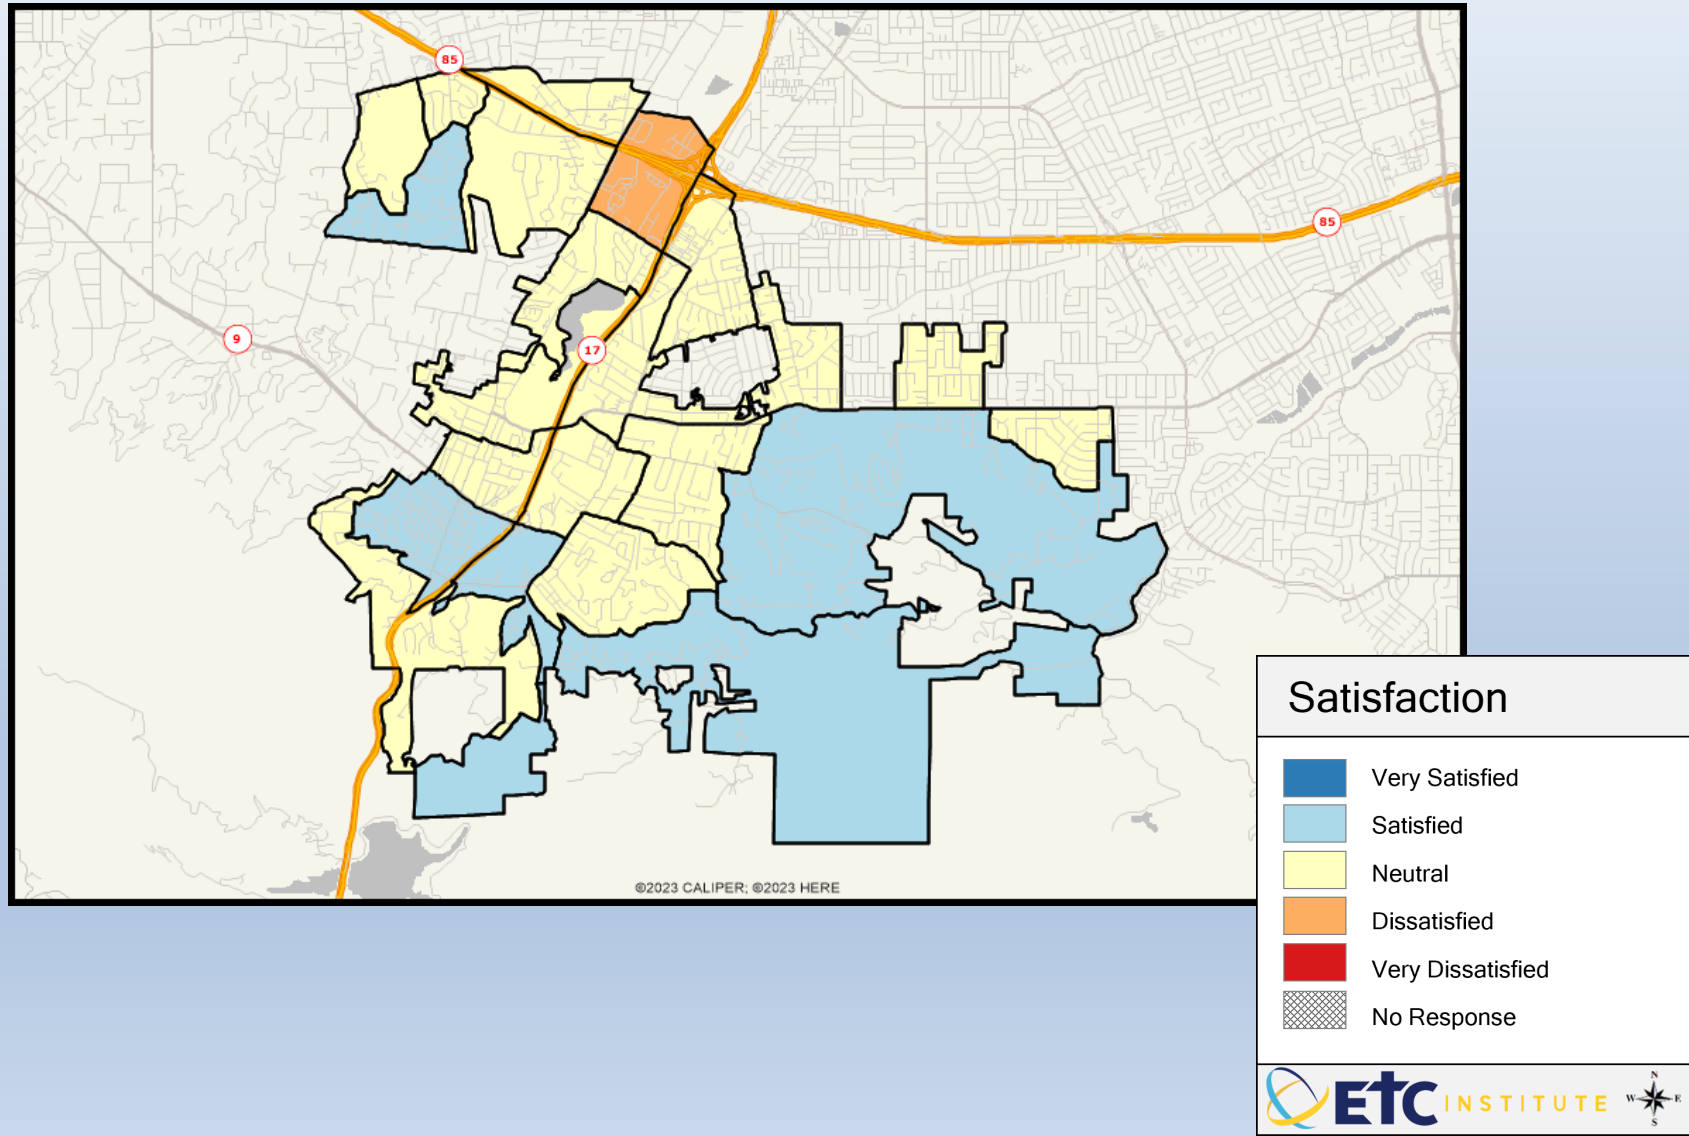 85
85
9
17
©2023 CALIPER; ©2023 HERE
Satisfaction
Very Satisfied
Satisfied
Neutral
Dissatisfied
Very Dissatisfied
No Response
ETC INSTITUTE
N
W E
S